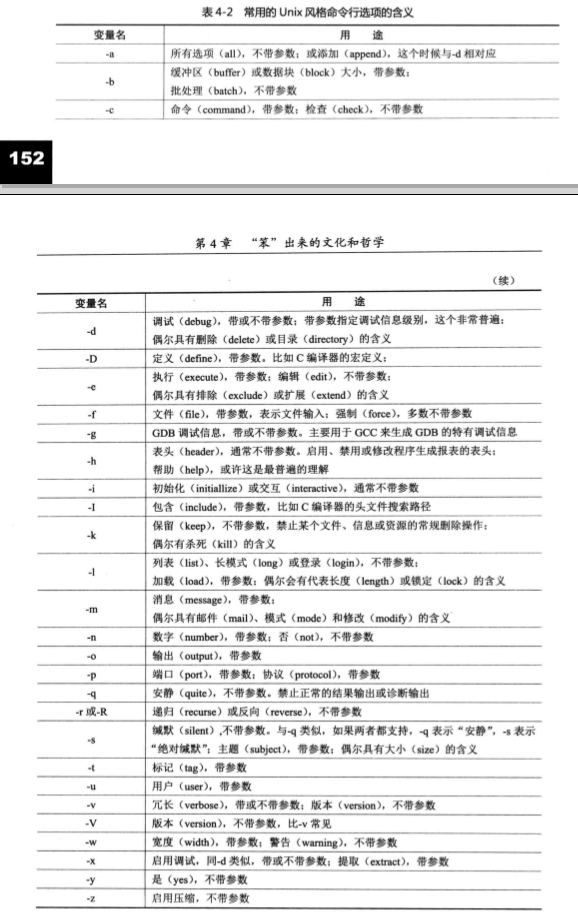 表 4-2 常用的 Unix 风格命令行选项的含义
变量名 用 途
-a 所有选项（all），不带参数；或添加（append），这个时候与-d 相对应
-b 缓冲区（buffer）或数据块（block）大小，带参数；
批处理（batch），不带参数
-c 命令（command），带参数；检查（check），不带参数
152
第 4 章 “笨”出来的文化和哲学
（续）
变量名 用 途
-d 调试（debug），带或不带参数；带参数指定调试信息级别，这个非常普遍；
偶尔具有删除（delete）或目录（directory）的含义
-D 定义（define），带参数。比如 C 编译器的宏定义；
-e 执行（execute），带参数；编辑（edit），不带参数；
偶尔具有排除（exclude）或扩展（extend）的含义
-f 文件（file），带参数，表示文件输入；强制（force），多数不带参数
-g GDB 调试信息，带或不带参数。主要用于 GCC 来生成 GDB 的特有调试信息
-h 表头（header），通常不带参数。启用、禁用或修改程序生成报表的表头；
帮助（help），或许这是最普遍的理解
-i 初始化（initiallize）或交互（interactive），通常不带参数
-I 包含（include），带参数，比如 C 编译器的头文件搜索路径
-k 保留（keep），不带参数，禁止某个文件、信息或资源的常规删除操作；
偶尔有杀死（kill）的含义
-l 列表（list）、长模式（long）或登录（login），不带参数；
加载（load），带参数；偶尔会有代表长度（length）或锁定（lock）的含义
-m 消息（message），带参数；
偶尔具有邮件（mail）、模式（mode）和修改（modify）的含义
-n 数字（number），带参数；否（not），不带参数
-o 输出（output），带参数
-p 端口（port），带参数；协议（protocol），带参数
-q 安静（quite），不带参数。禁止正常的结果输出或诊断输出
-r 或-R 递归（recurse）或反向（reverse），不带参数
-s 缄默（silent），不带参数。与-q 类似，如果两者都支持，-q 表示“安静”，-s 表示
“绝对缄默”；主题（subject），带参数；偶尔具有大小（size）的含义
-t 标记（tag），带参数
-u 用户（user），带参数
-v 冗长（verbose），带或不带参数；版本（version），不带参数
-V 版本（version），不带参数，比-v 常见
-w 宽度（width），带参数；警告（warning），不带参数
-x 启用调试，同-d 类似，带或不带参数；提取（extract），带参数
-y 是（yes），不带参数
-z 启用压缩，不带参数